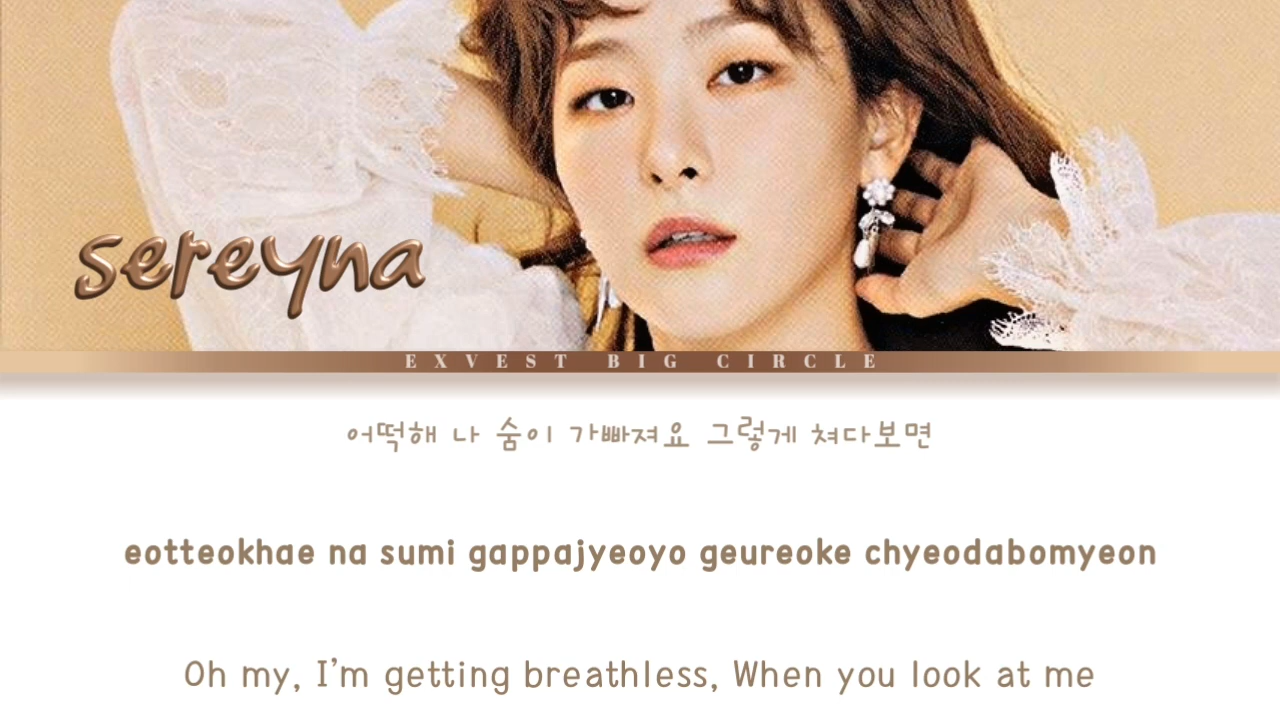 sereyna
EXVEST BIG CIRCLE
어떡해 나 숨이 가빠져요 그렇게 쳐다보면
eotteokhae na sumi gappajyeoyo geureoke chyeodabomyeon
Oh my, I'm getting breathless, When you look at me